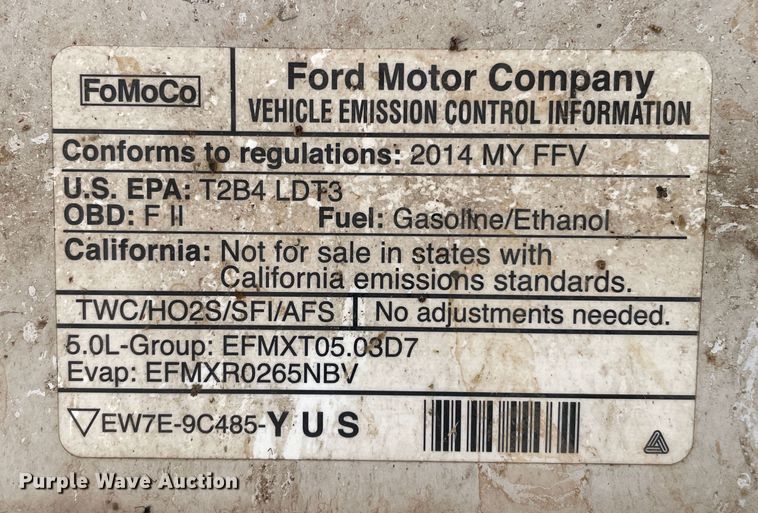 FoMoCo
Ford Motor Company
VEHICLE EMISSION CONTROL INFORMATION
Conforms to regulations: 2014 MY FFV
U.S. EPA: T2B4 LDT3
OBD: F II Fuel: Gasoline/Ethanol
California: Not for sale in states with
California emissions standards.
TWC/HO2S/SFI/AFS No adjustments needed.
5.0L-Group: EFMXT05.03D7
Evap: EFMXR0265NBV
EW7E-9C485-YUS
Purple Wave Auction